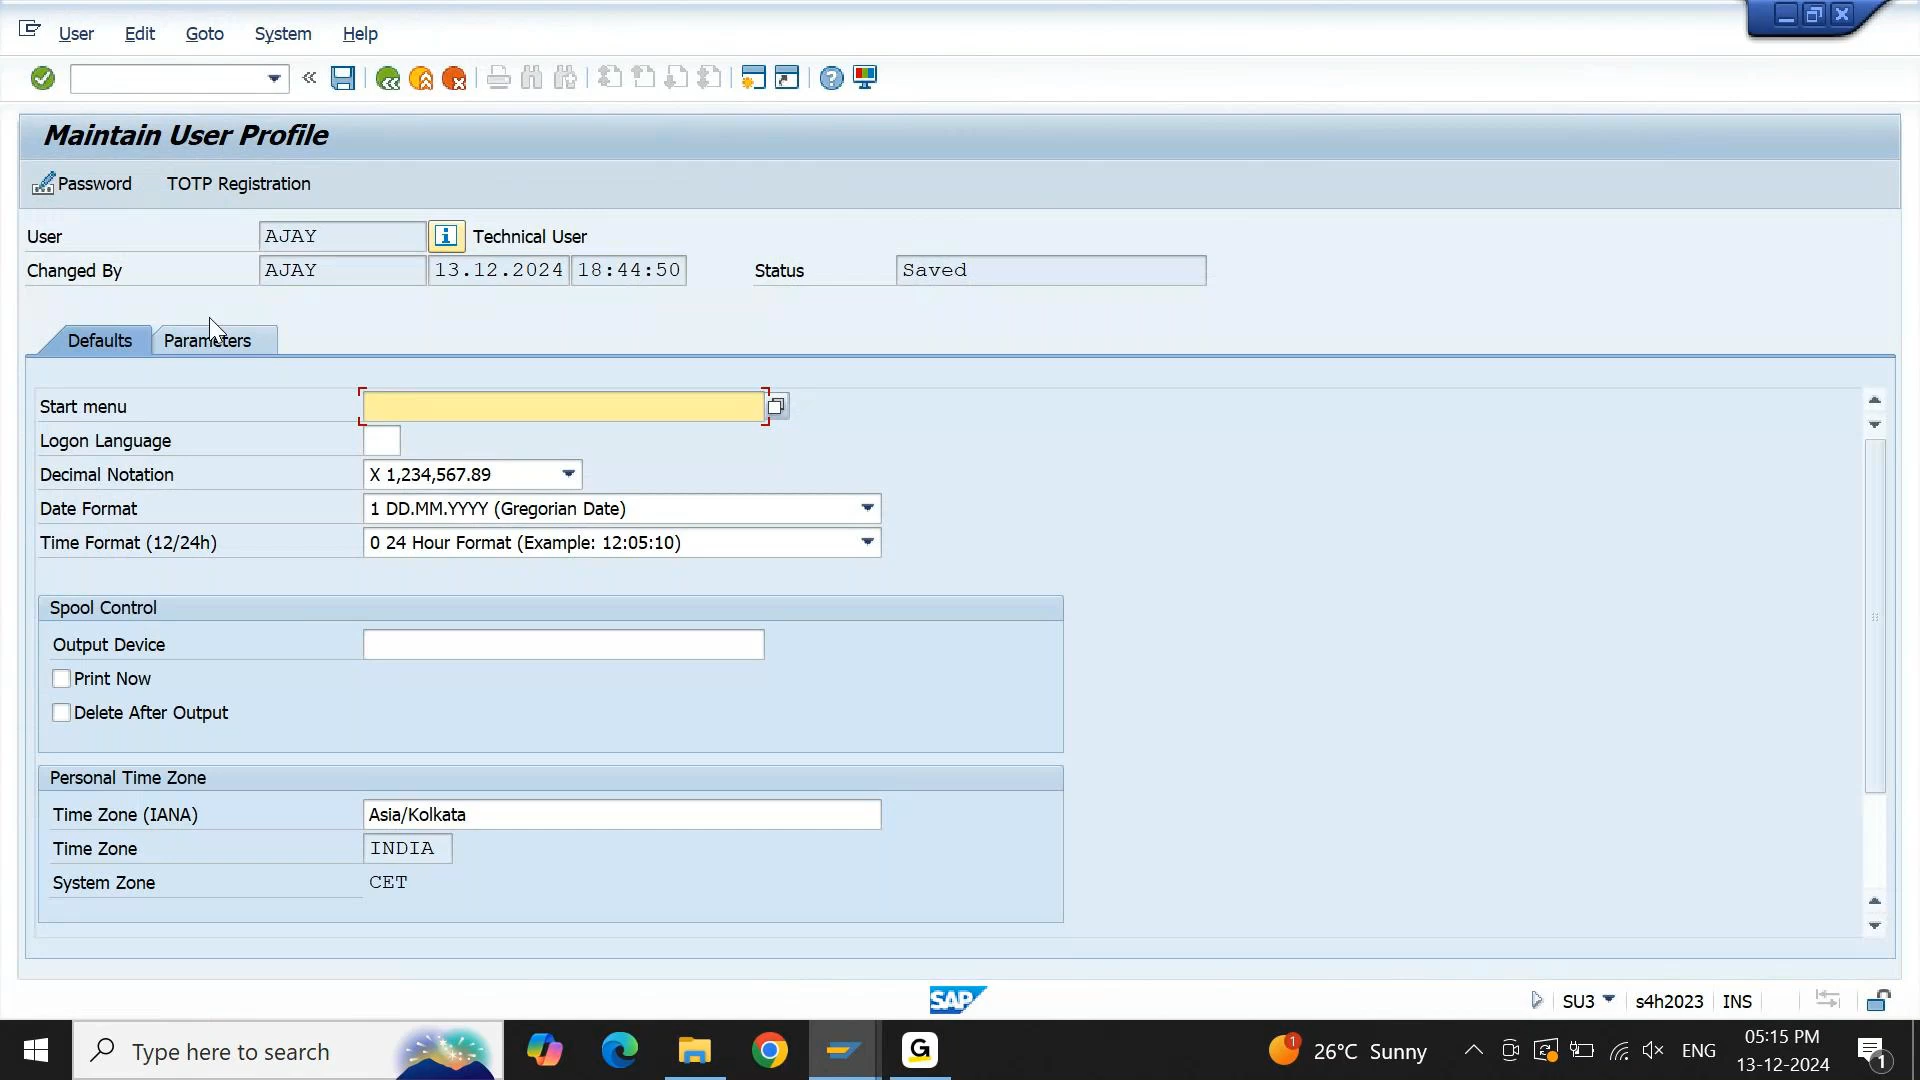 User Edit Goto System Help
Maintain User Profile
Password TOTP Registration
User AJAY Technical User
Changed By AJAY 13.12.2024 18:44:50 Status Saved
Defaults Parameters
Start menu
Logon Language
Decimal Notation X 1,234,567.89
Date Format 1 DD.MM.YYYY (Gregorian Date)
Time Format (12/24h) 0 24 Hour Format (Example: 12:05:10)
Spool Control
Output Device
Print Now
Delete After Output
Personal Time Zone
Time Zone (IANA) Asia/Kolkata
Time Zone INDIA
System Zone CET
SAP SU3 s4h2023 INS
Type here to search G 1 26°C Sunny ENG 05:15 PM 1
13-12-2024